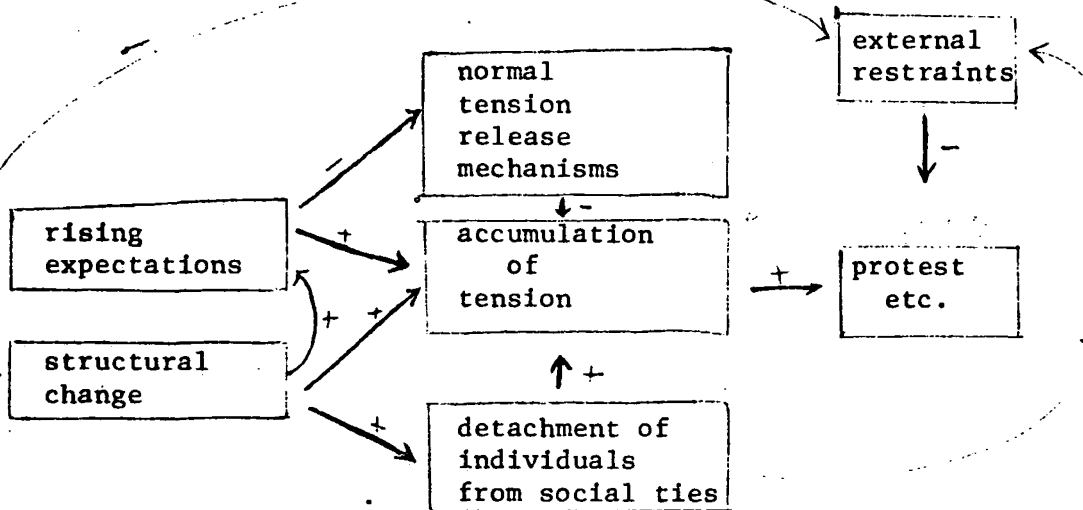 external
restraints
-
normal
tension
release
mechanisms
-
-
rising
expectations
+
accumulation
of
tension
+
protest
etc.
+
+
structural
change
+
+
detachment of
individuals
from social ties